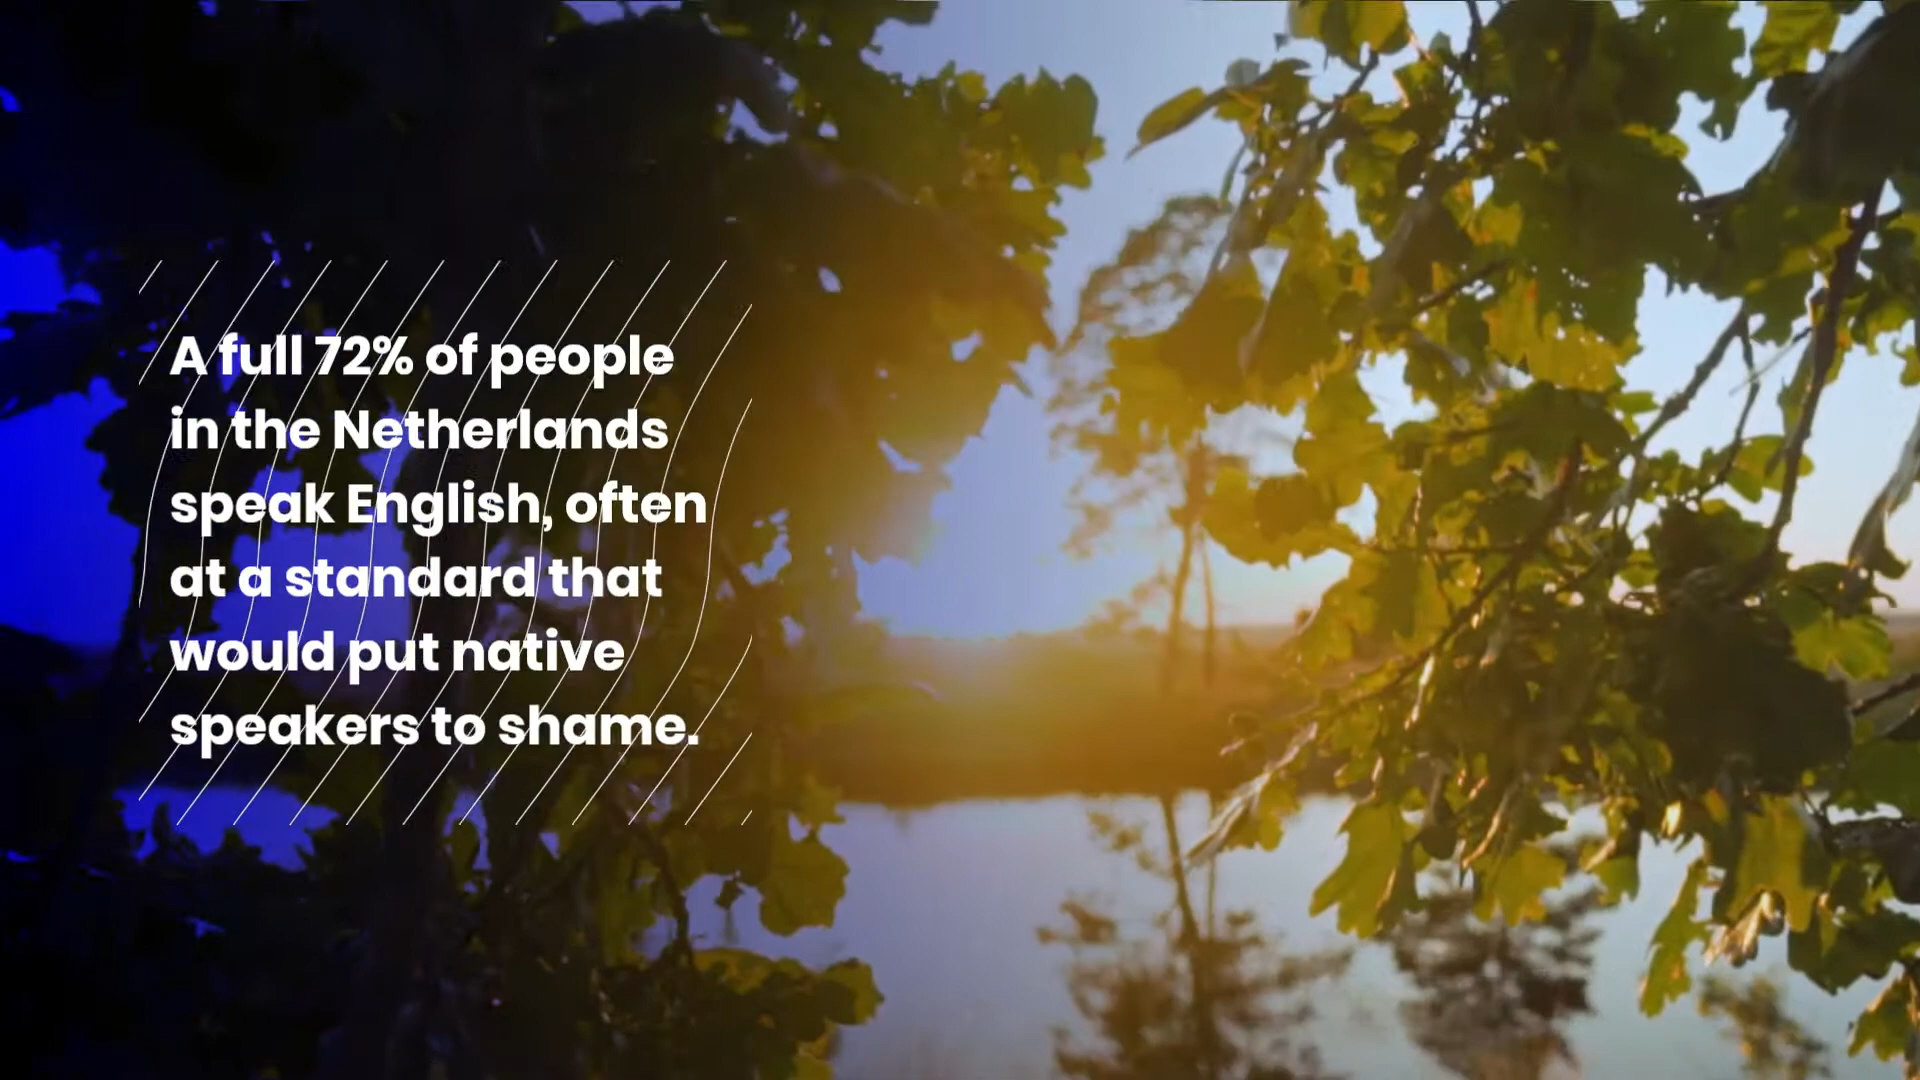 A full 72% of people
in the Netherlands
speak English, often
at a standard that
would put native
speakers to shame.